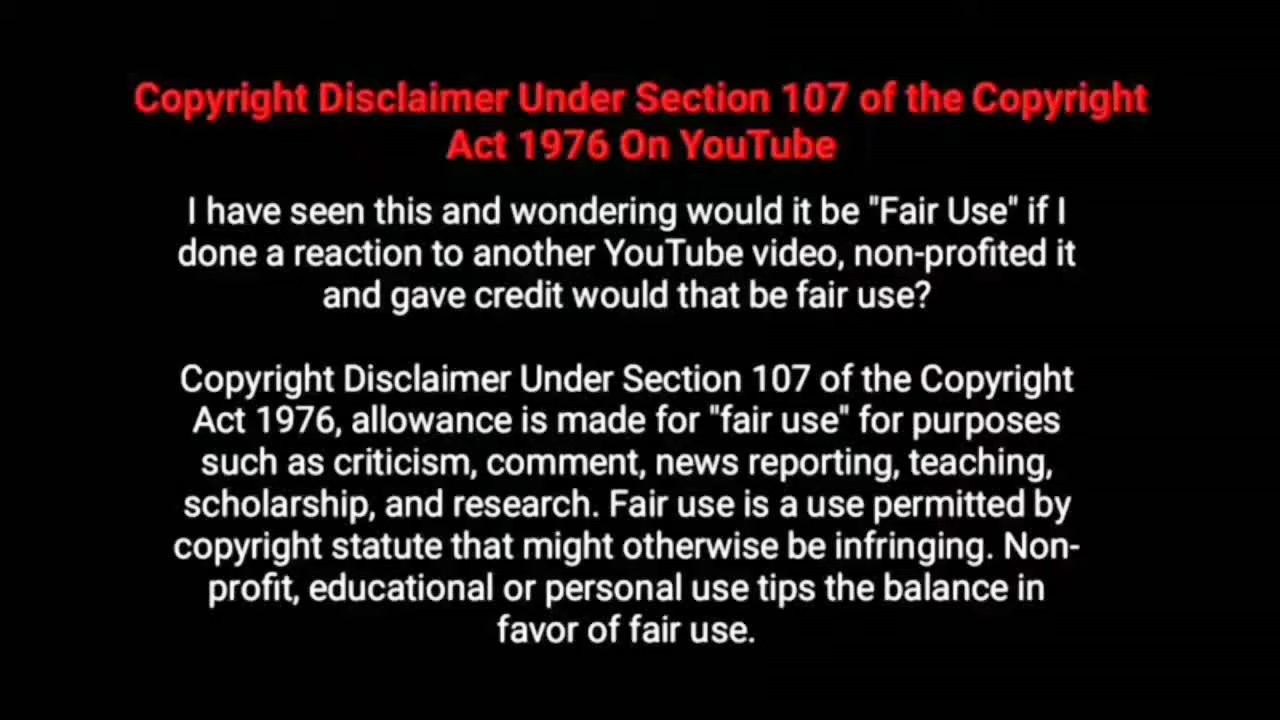 Copyright Disclaimer Under Section 107 of the Copyright
Act 1976 On YouTube
I have seen this and wondering would it be "Fair Use" if I
done a reaction to another YouTube video, non-profited it
and gave credit would that be fair use?
Copyright Disclaimer Under Section 107 of the Copyright
Act 1976, allowance is made for "fair use" for purposes
such as criticism, comment, news reporting, teaching,
scholarship, and research. Fair use is a use permitted by
copyright statute that might otherwise be infringing. Non-
profit, educational or personal use tips the balance in
favor of fair use.